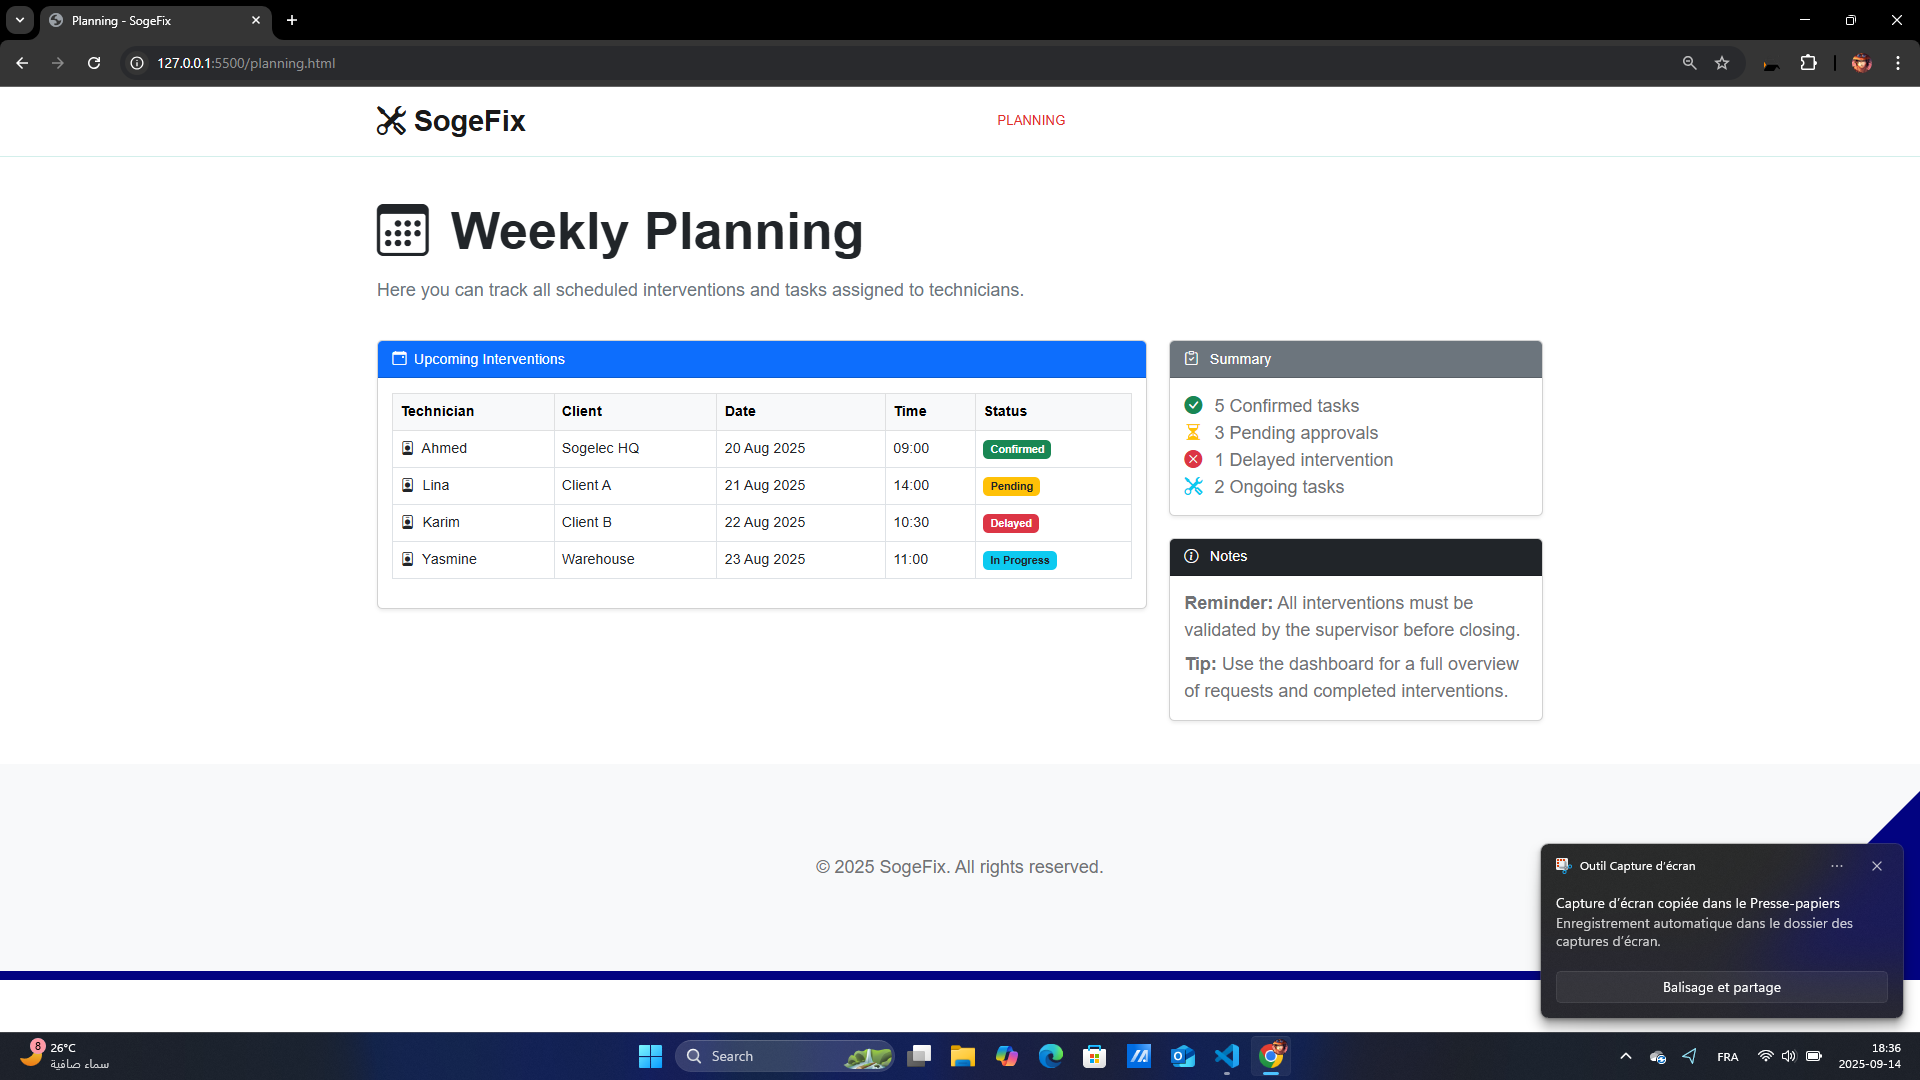 Planning - SogeFix
127.0.0.1:5500/planning.html
SogeFix
PLANNING
Weekly Planning
Here you can track all scheduled interventions and tasks assigned to technicians.
Upcoming Interventions
Technician Client Date Time Status
Ahmed Sogelec HQ 20 Aug 2025 09:00 Confirmed
Lina Client A 21 Aug 2025 14:00 Pending
Karim Client B 22 Aug 2025 10:30 Delayed
Yasmine Warehouse 23 Aug 2025 11:00 In Progress
Summary
5 Confirmed tasks
3 Pending approvals
1 Delayed intervention
2 Ongoing tasks
Notes
Reminder: All interventions must be
validated by the supervisor before closing.
Tip: Use the dashboard for a full overview
of requests and completed interventions.
© 2025 SogeFix. All rights reserved.
Outil Capture d'écran
Capture d'écran copiée dans le Presse-papiers
Enregistrement automatique dans le dossier des
captures d'écran.
Balisage et partage
8
26°C
سماء صافية
Search
FRA
18:36
2025-09-14